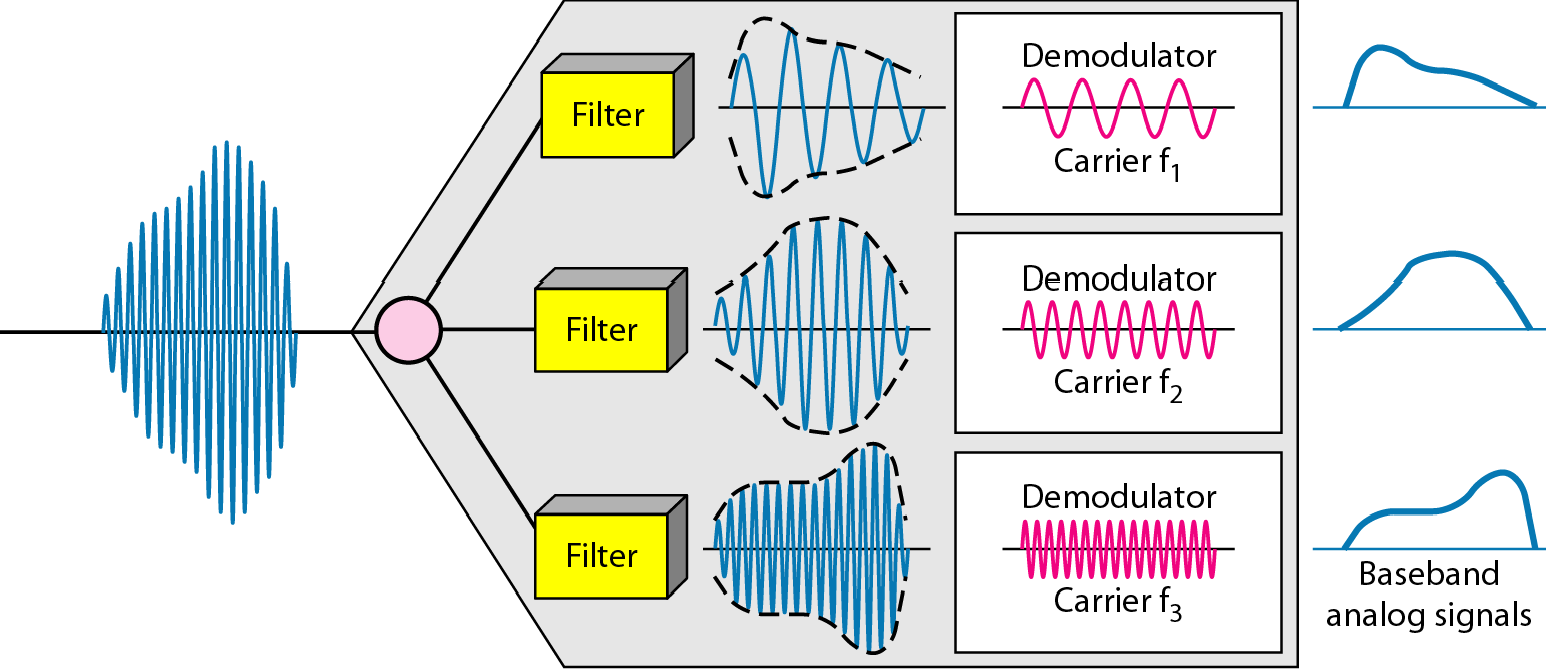 Filter
Demodulator
Carrier f1
Filter
Demodulator
Carrier f2
Filter
Demodulator
Carrier f3
Baseband
analog signals